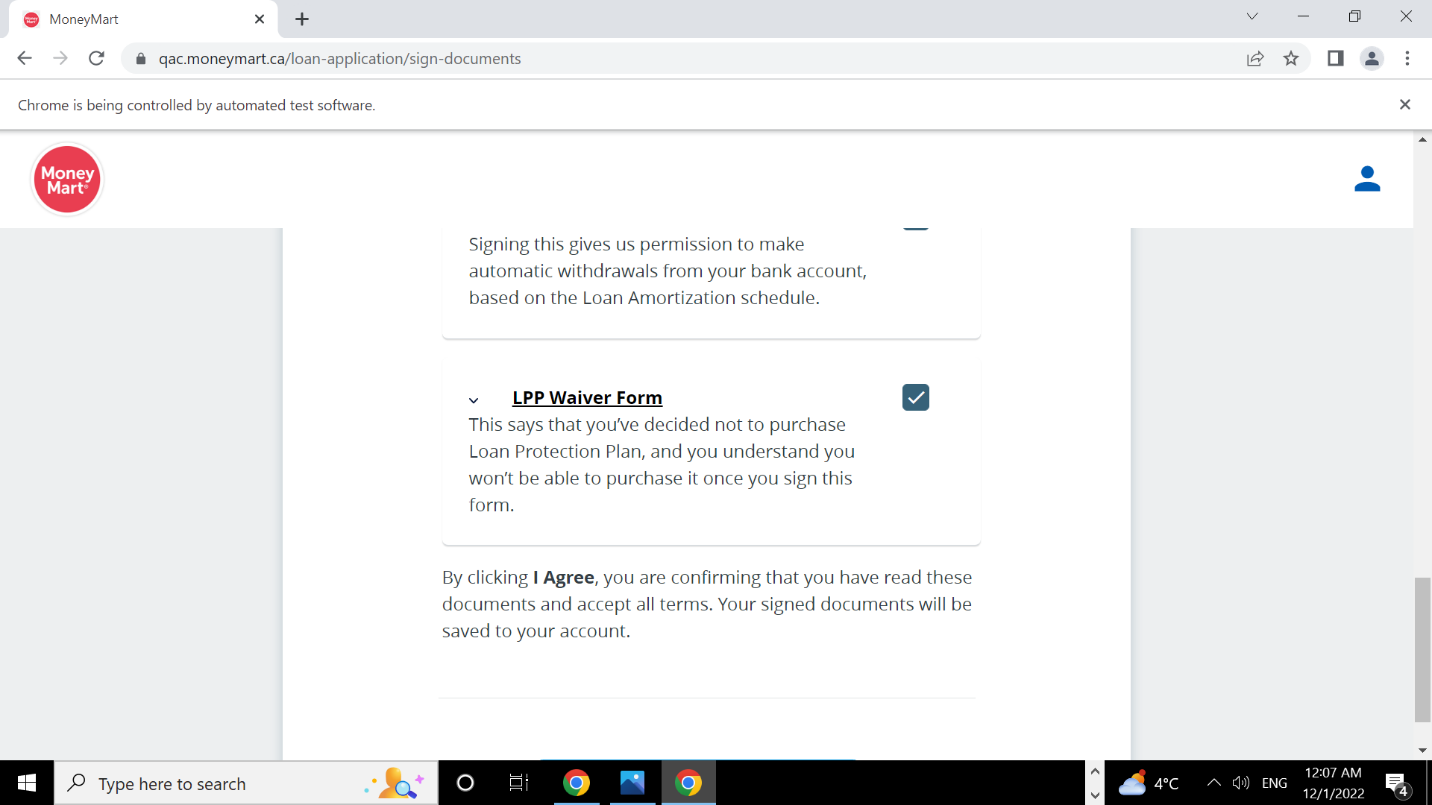 MoneyMart
qac.moneymart.ca/loan-application/sign-documents
Chrome is being controlled by automated test software.
Money
Mart®
Signing this gives us permission to make
automatic withdrawals from your bank account,
based on the Loan Amortization schedule.
LPP Waiver Form
This says that you’ve decided not to purchase
Loan Protection Plan, and you understand you
won’t be able to purchase it once you sign this
form.
By clicking I Agree, you are confirming that you have read these
documents and accept all terms. Your signed documents will be
saved to your account.
Type here to search
4°C
ENG
12:07 AM
12/1/2022
4